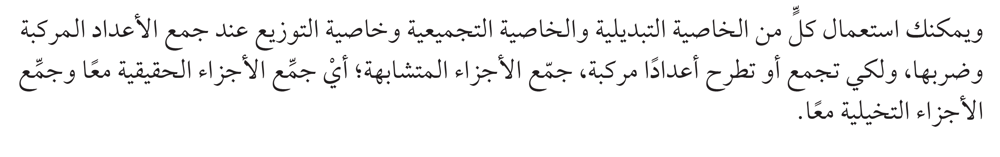 ويمكنك استعمال كلٍّ من الخاصية التبديلية والخاصية التجميعية وخاصية التوزيع عند جمع الأعداد المركبة
وضربها، ولكي تجمع أو تطرح أعدادًا مركبة، جمّع الأجزاء المتشابهة؛ أيْ جمِّع الأجزاء الحقيقية معًا وجمِّع
الأجزاء التخيلية معًا.